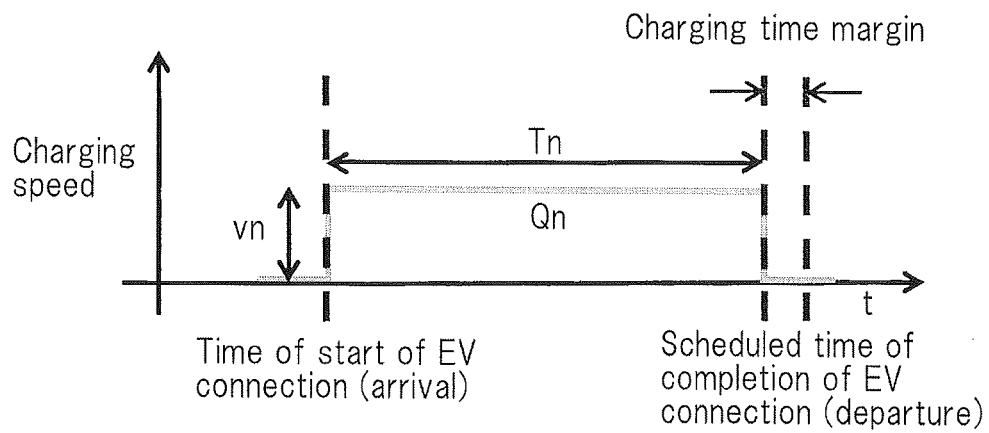 Charging time margin
Charging
speed
Tn
vn
Qn
t
Time of start of EV
connection (arrival)
Scheduled time of
completion of EV
connection (departure)